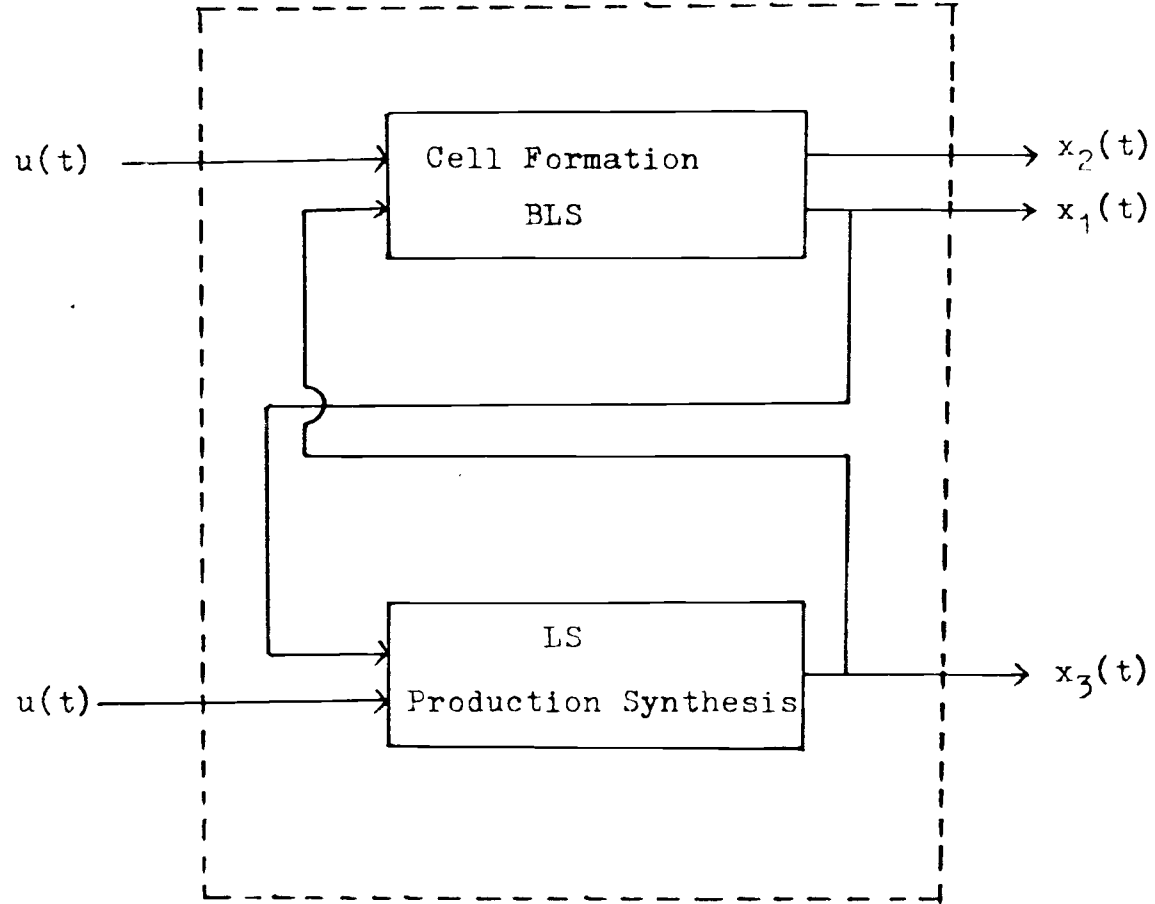 u(t)
Cell Formation
BLS
x₂(t)
x₁(t)
LS
Production Synthesis
u(t)
x₃(t)